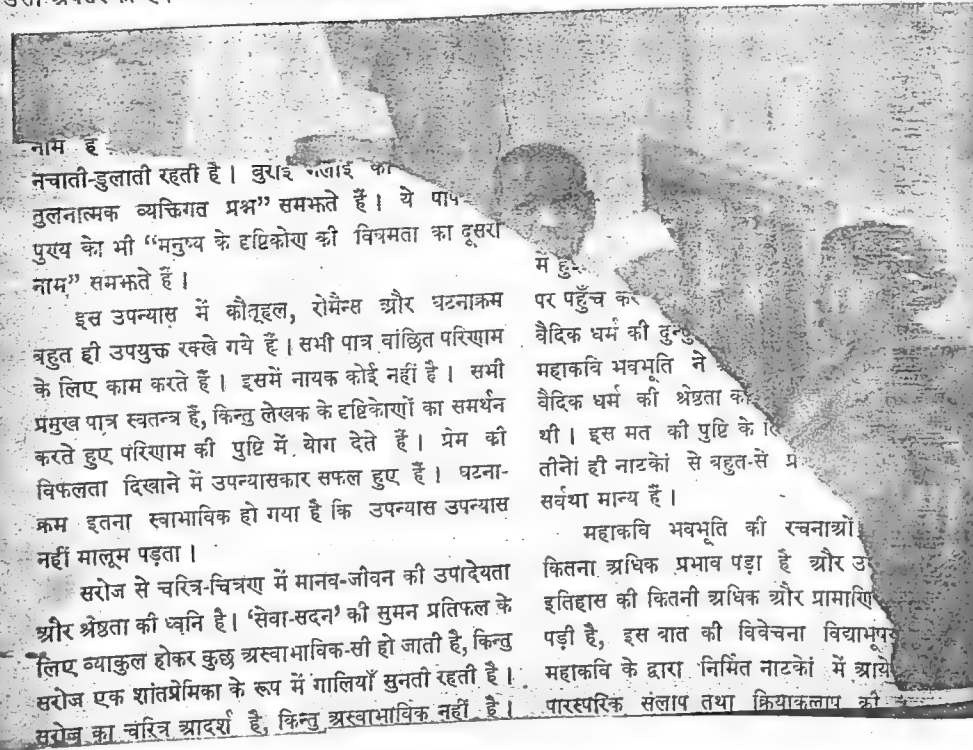 नाम है
नचाती-डुलाती रहती है। बुराई भलाई को
तुलनात्मक व्यक्तिगत प्रश्न” समझते हैं। ये पाप
पुण्य को भी “मनुष्य के दृष्टिकोण की विषमता का दूसरा
नाम” समझते हैं।
इस उपन्यास में कौतूहल, रोमैन्स और घटनाक्रम
बहुत ही उपयुक्त रक्खे गये हैं। सभी पात्र वांछित परिणाम
के लिए काम करते हैं। इसमें नायक कोई नहीं है। सभी
प्रमुख पात्र स्वतन्त्र हैं, किन्तु लेखक के दृष्टिकोणों का समर्थन
करते हुए परिणाम की पुष्टि में योग देते हैं। प्रेम की
विफलता दिखाने में उपन्यासकार सफल हुए हैं। घटना-
क्रम इतना स्वाभाविक हो गया है कि उपन्यास उपन्यास
नहीं मालूम पड़ता।
सरोज से चरित्र-चित्रण में मानव-जीवन की उपादेयता
और श्रेष्ठता की ध्वनि है। ‘सेवा-सदन’ की सुमन प्रतिफल के
लिए व्याकुल होकर कुछ अस्वाभाविक-सी हो जाती है, किन्तु
सरोज एक शांतप्रेमिका के रूप में गालियाँ सुनती रहती है।
सरोज का चरित्र आदर्श है, किन्तु अस्वाभाविक नहीं है।
में
पर पहुँच कर
वैदिक धर्म की
महाकवि भवभूति ने
वैदिक धर्म की श्रेष्ठता को
थी। इस मत की पुष्टि के
तीनों ही नाटकों से बहुत-से
सर्वथा मान्य हैं।
महाकवि भवभूति की रचनाओं
कितना अधिक प्रभाव पड़ा है और
इतिहास की कितनी अधिक और
पड़ी है, इस बात की विवेचना
महाकवि के द्वारा निर्मित नाटकों में आये
पारस्परिक संलाप तथा क्रियाकलाप की